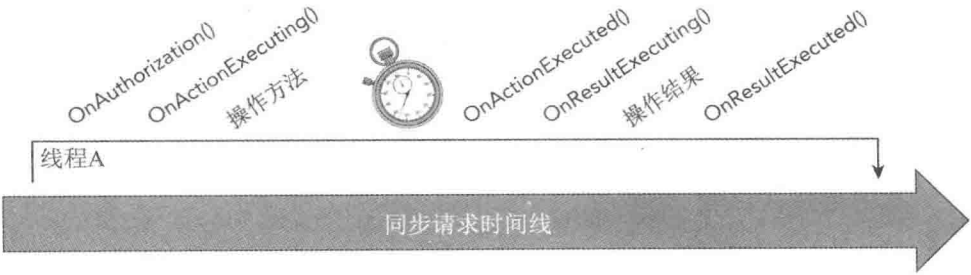 OnAuthorization()
OnActionExecuting()
操作方法
OnActionExecuted()
OnResultExecuting()
操作结果
OnResultExecuted()
线程A
同步请求时间线